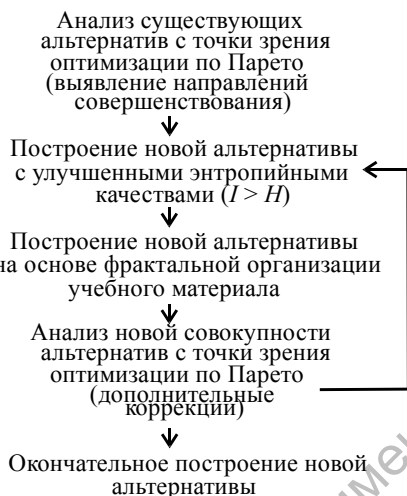 Анализ существующих
альтернатив с точки зрения
оптимизации по Парето
(выявление направлений
совершенствования)
Построение новой альтернативы
с улучшенными энтропийными
качествами (I > H)
Построение новой альтернативы
на основе фрактальной организации
учебного материала
Анализ новой совокупности
альтернатив с точки зрения
оптимизации по Парето
(дополнительные
коррекции)
Окончательное построение новой
альтернативы